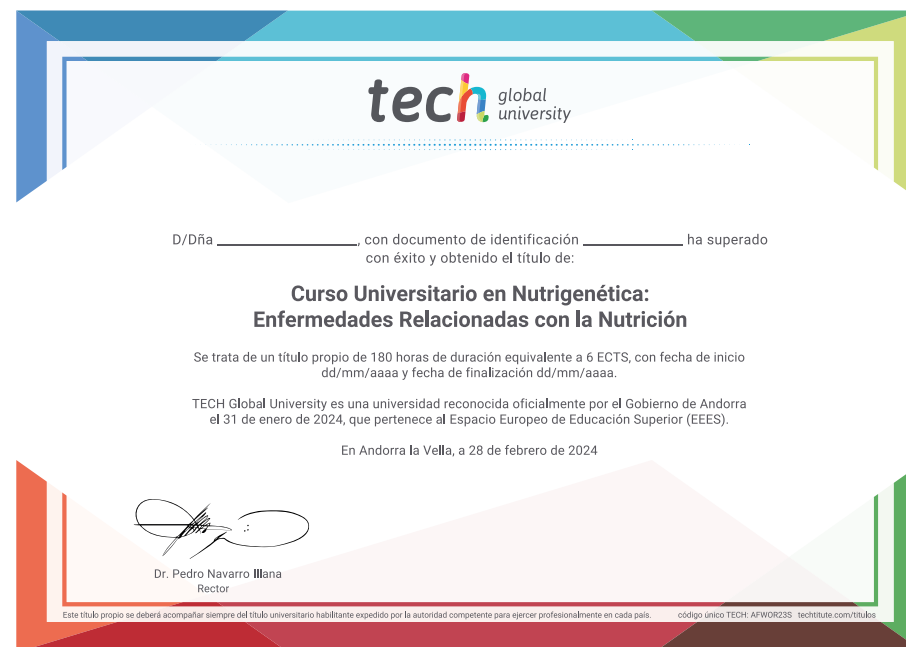 tech global university
D/Dña ____________________, con documento de identificación ______________ ha superado
con éxito y obtenido el título de:
Curso Universitario en Nutrigenética:
Enfermedades Relacionadas con la Nutrición
Se trata de un título propio de 180 horas de duración equivalente a 6 ECTS, con fecha de inicio
dd/mm/aaaa y fecha de finalización dd/mm/aaaa.
TECH Global University es una universidad reconocida oficialmente por el Gobierno de Andorra
el 31 de enero de 2024, que pertenece al Espacio Europeo de Educación Superior (EEES).
En Andorra la Vella, a 28 de febrero de 2024
Dr. Pedro Navarro Illana
Rector
Este título propio se deberá acompañar siempre del título universitario habilitante expedido por la autoridad competente para ejercer profesionalmente en cada país. código único TECH: AFWOR23S techtitute.com/titulos